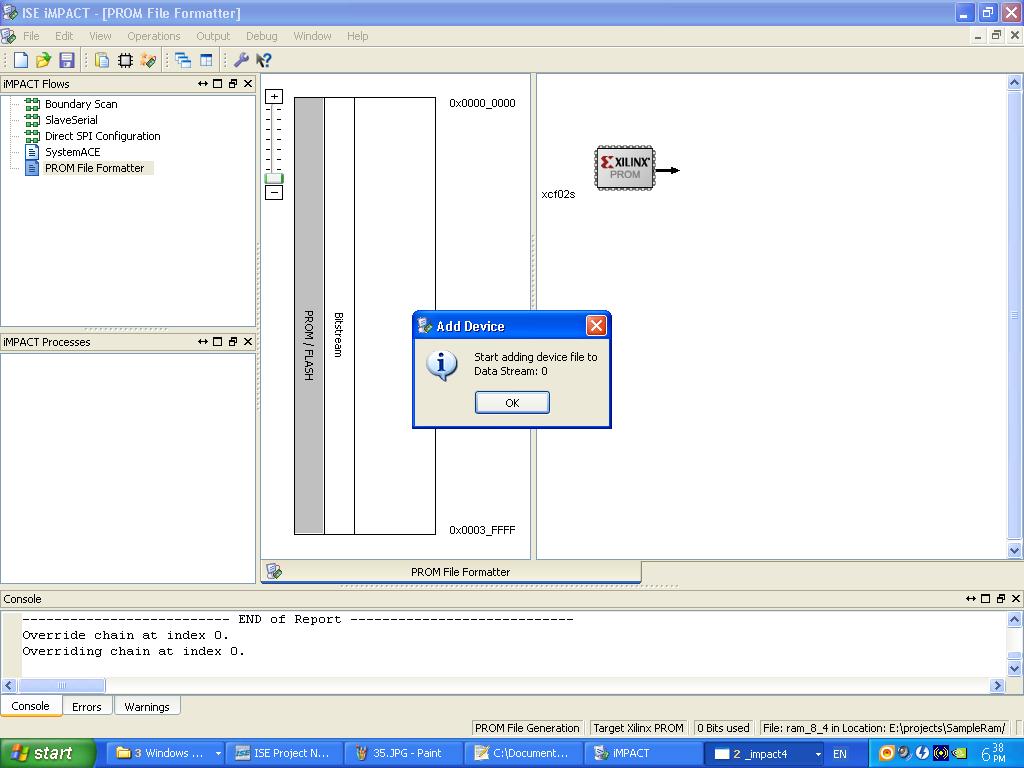 ISE iMPACT - [PROM File Formatter]
File Edit View Operations Output Debug Window Help
iMPACT Flows
Boundary Scan
SlaveSerial
Direct SPI Configuration
SystemACE
PROM File Formatter
iMPACT Processes
+
-
PROM / FLASH
Bitstream
0x0000_0000
0x0003_FFFF
XILINX
PROM
xcf02s
Add Device
Start adding device file to
Data Stream: 0
OK
PROM File Formatter
Console
--------------------------- END of Report -----------------------------
Override chain at index 0.
Overriding chain at index 0.
Console Errors Warnings
PROM File Generation Target Xilinx PROM 0 Bits used File: ram_8_4 in Location: E:\projects\SampleRam/
start 3 Windows ... ISE Project N... 35.JPG - Paint C:\Document... iMPACT 2 _impact4 EN 6:38 PM